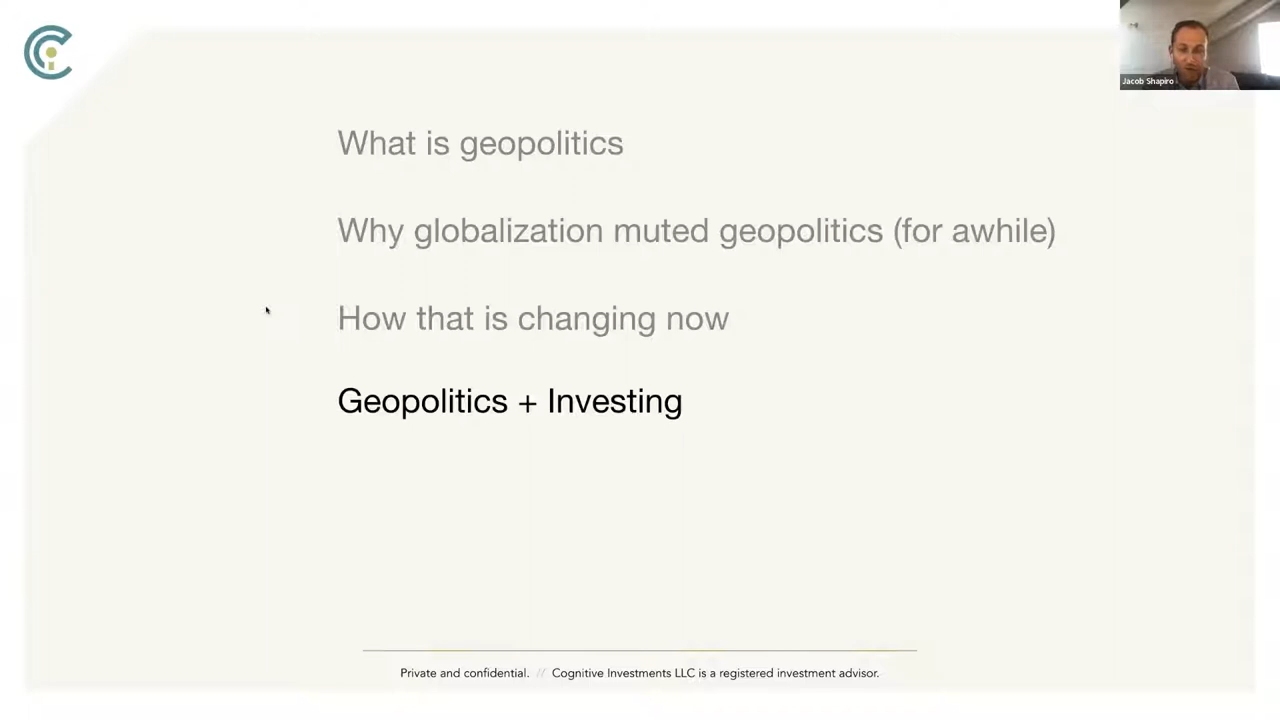 Jacob Shapiro
What is geopolitics
Why globalization muted geopolitics (for awhile)
How that is changing now
Geopolitics + Investing
Private and confidential. // Cognitive Investments LLC is a registered investment advisor.